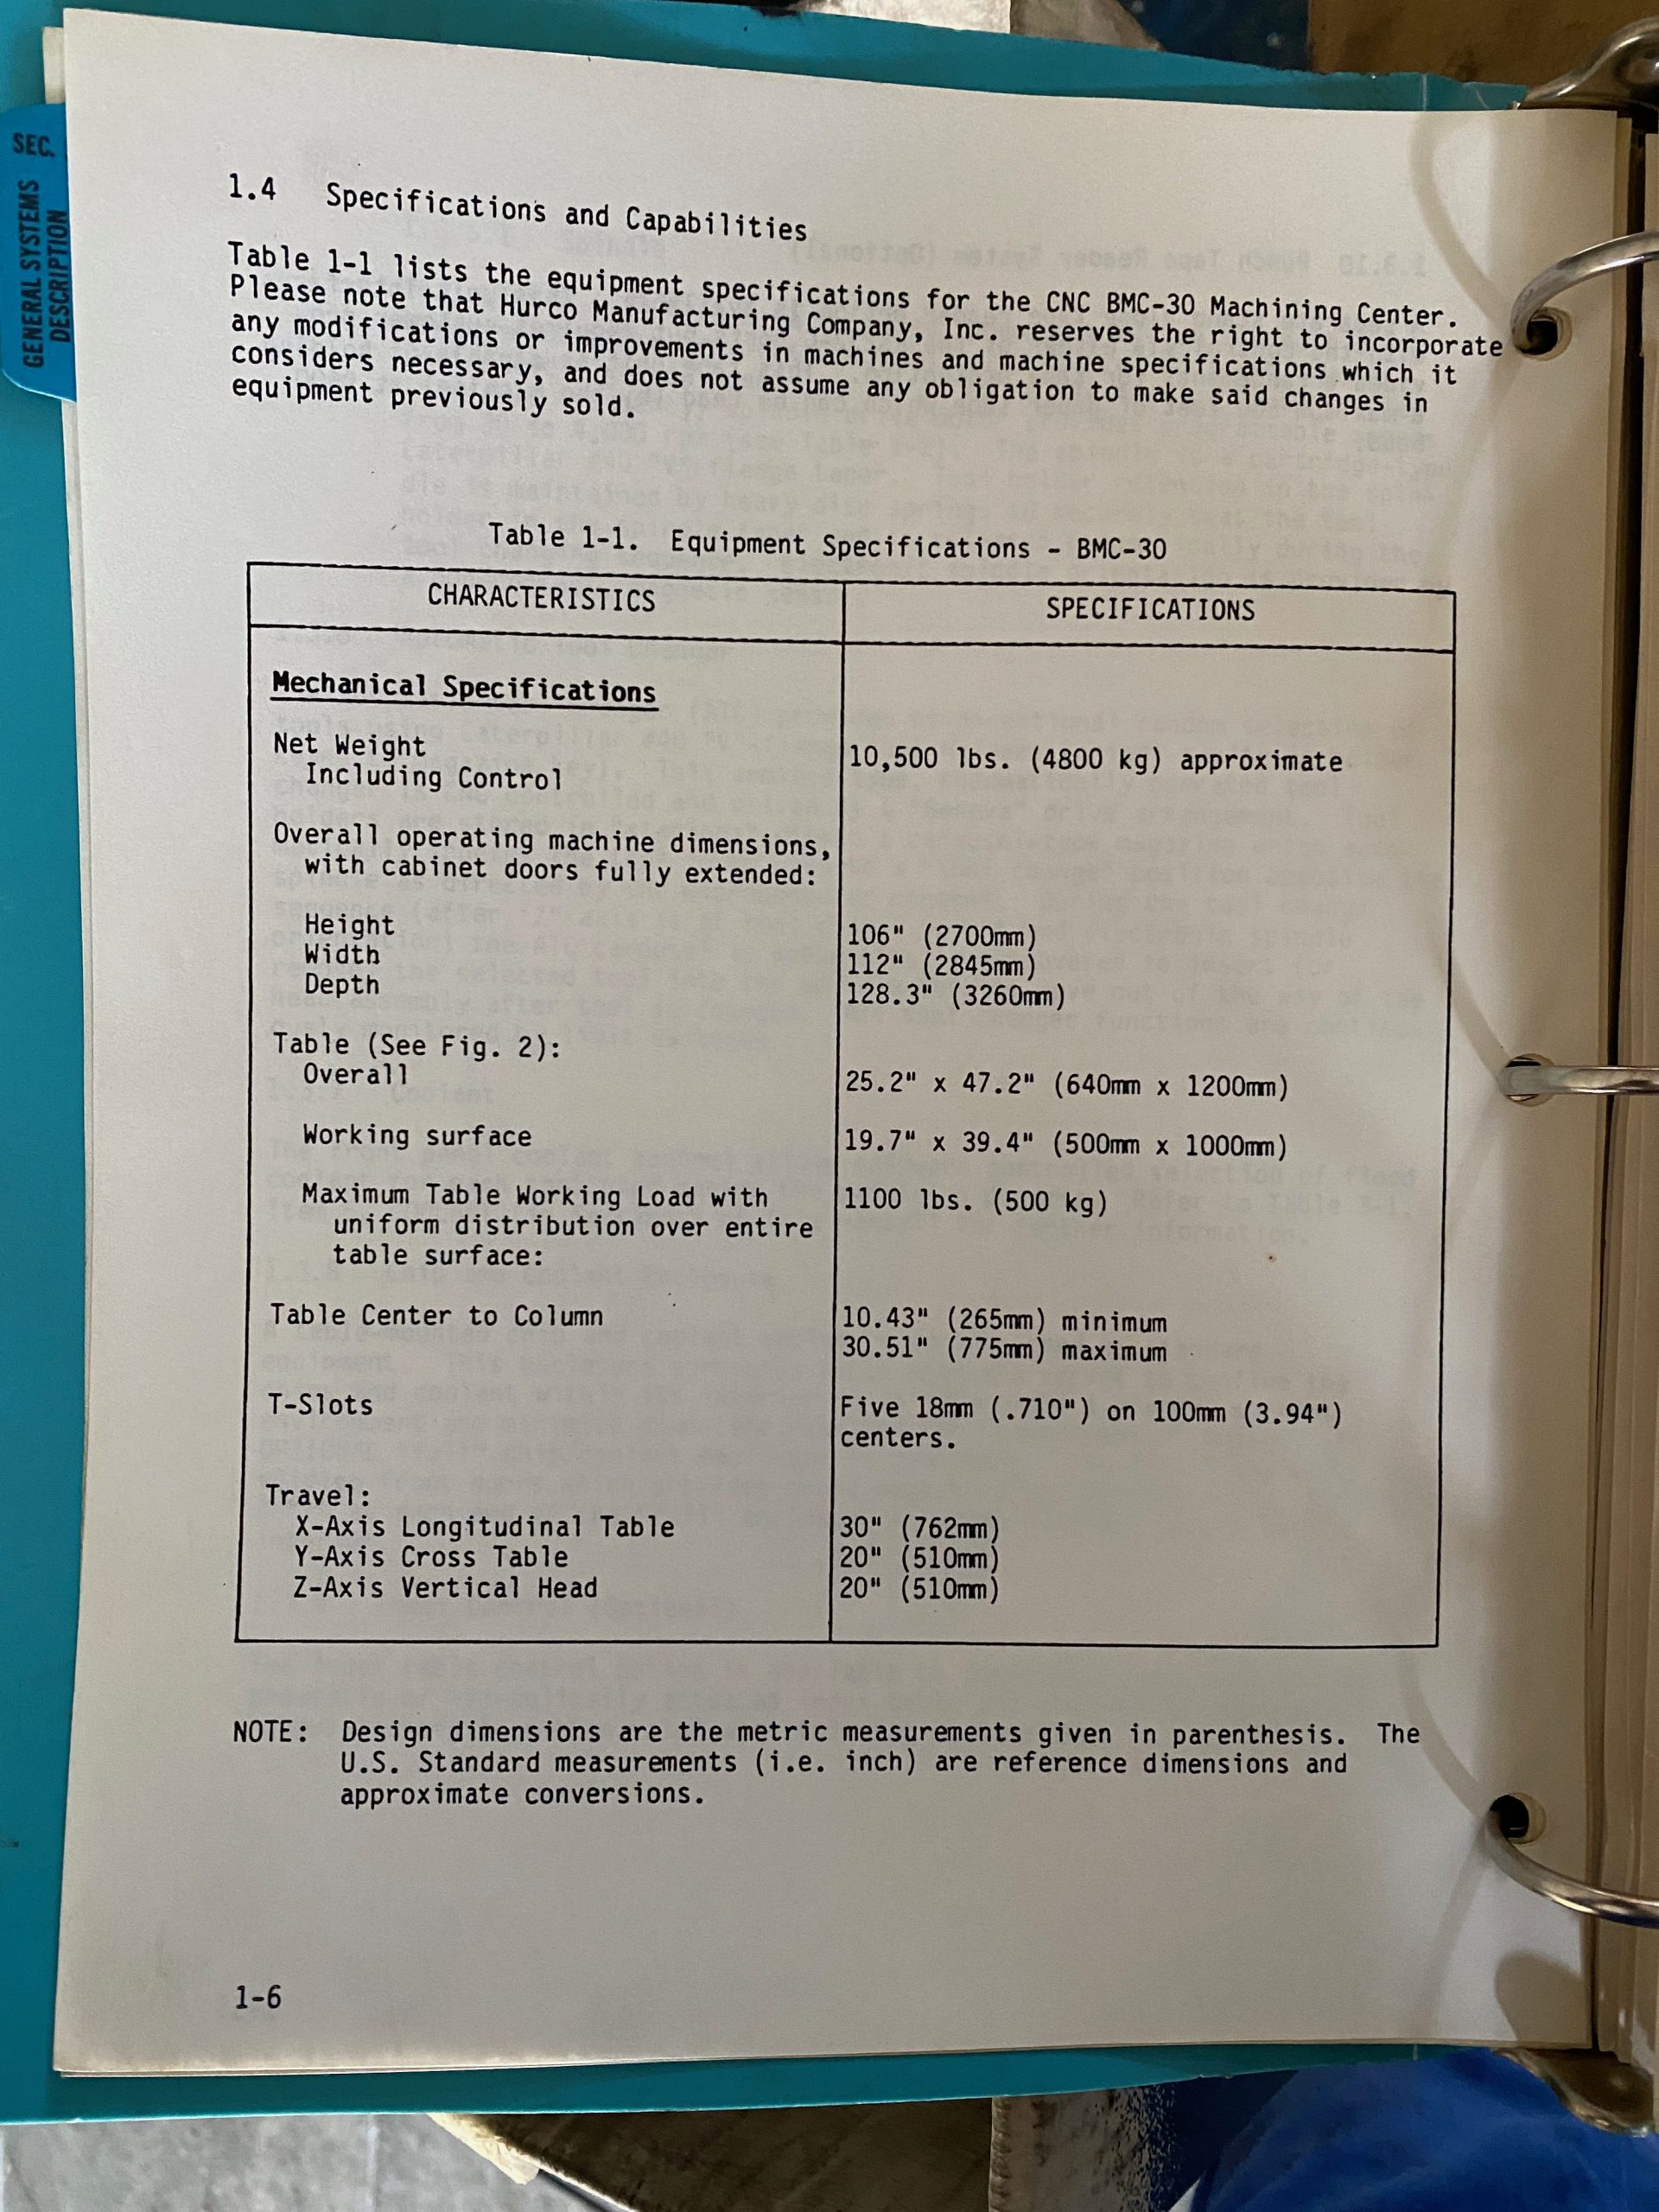 SEC.
GENERAL SYSTEMS
DESCRIPTION
1.4 Specifications and Capabilities
Table 1-1 lists the equipment specifications for the CNC BMC-30 Machining Center.
Please note that Hurco Manufacturing Company, Inc. reserves the right to incorporate
any modifications or improvements in machines and machine specifications which it
considers necessary, and does not assume any obligation to make said changes in
equipment previously sold.
Table 1-1. Equipment Specifications - BMC-30
CHARACTERISTICS SPECIFICATIONS
Mechanical Specifications
Net Weight
Including Control 10,500 lbs. (4800 kg) approximate
Overall operating machine dimensions,
with cabinet doors fully extended:
Height 106" (2700mm)
Width 112" (2845mm)
Depth 128.3" (3260mm)
Table (See Fig. 2):
Overall 25.2" x 47.2" (640mm x 1200mm)
Working surface 19.7" x 39.4" (500mm x 1000mm)
Maximum Table Working Load with 1100 lbs. (500 kg)
uniform distribution over entire
table surface:
Table Center to Column 10.43" (265mm) minimum
30.51" (775mm) maximum
T-Slots Five 18mm (.710") on 100mm (3.94")
centers.
Travel:
X-Axis Longitudinal Table 30" (762mm)
Y-Axis Cross Table 20" (510mm)
Z-Axis Vertical Head 20" (510mm)
NOTE: Design dimensions are the metric measurements given in parenthesis. The
U.S. Standard measurements (i.e. inch) are reference dimensions and
approximate conversions.
1-6